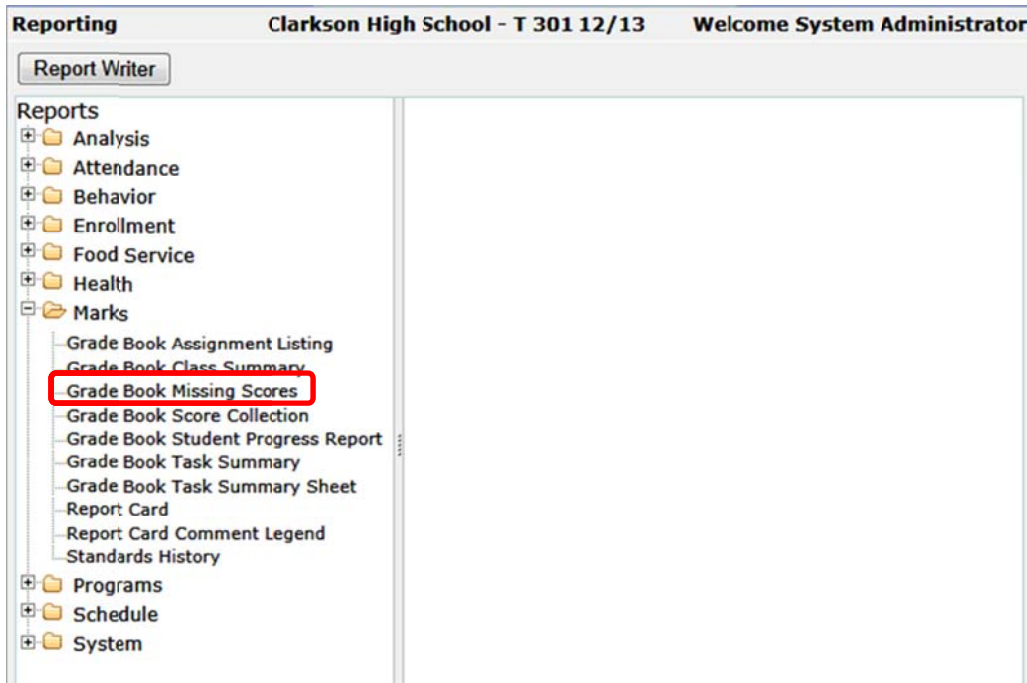 Reporting Clarkson High School - T 301 12/13 Welcome System Administrator
Report Writer
Reports
Analysis
Attendance
Behavior
Enrollment
Food Service
Health
Marks
Grade Book Assignment Listing
Grade Book Class Summary
Grade Book Missing Scores
Grade Book Score Collection
Grade Book Student Progress Report
Grade Book Task Summary
Grade Book Task Summary Sheet
Report Card
Report Card Comment Legend
Standards History
Programs
Schedule
System